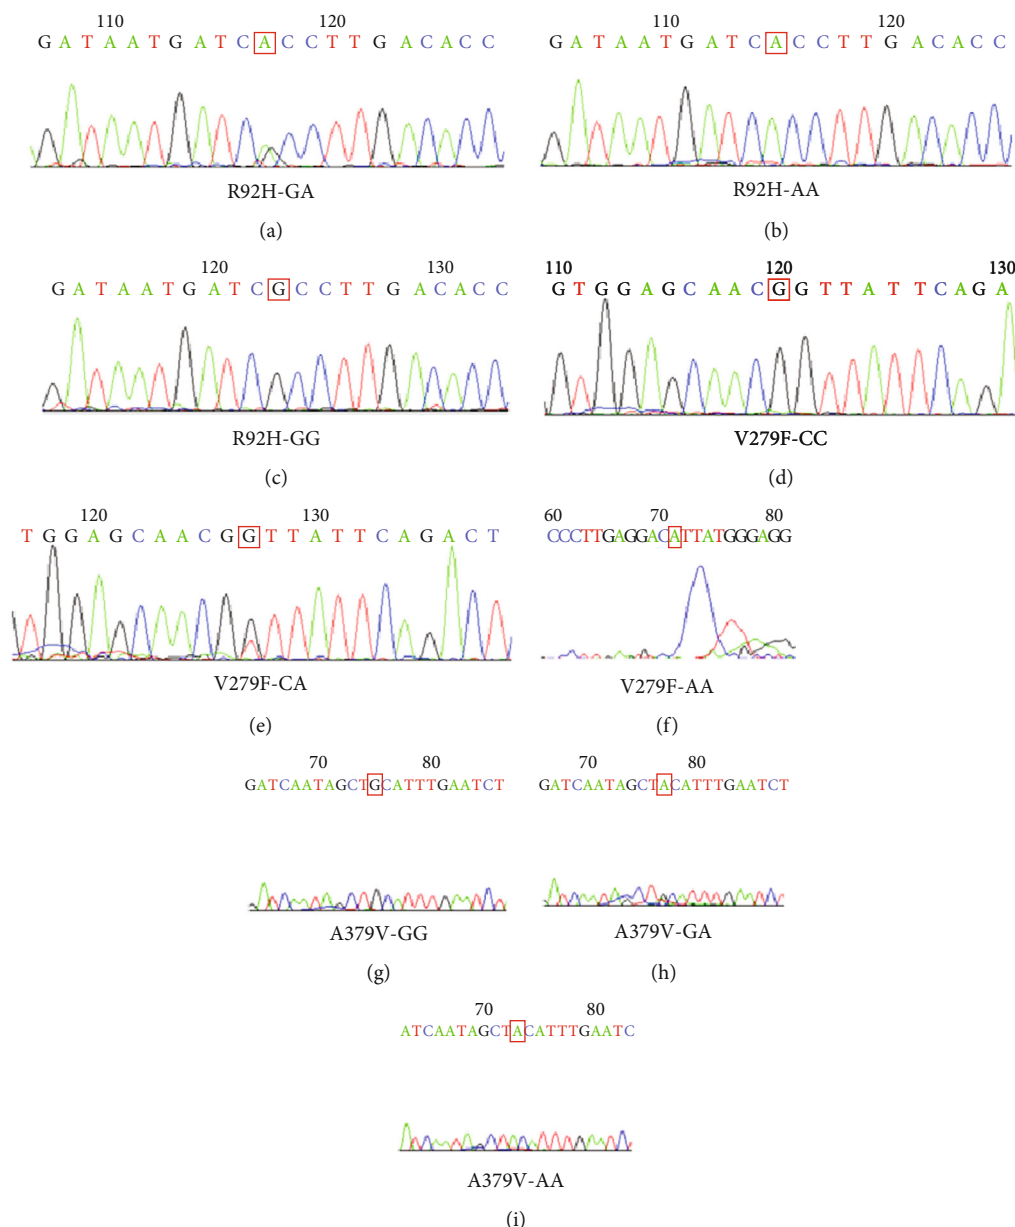 110 120
G A T A A T G A T C A C C T T G A C A C C
R92H-GA
(a)
110 120
G A T A A T G A T C A C C T T G A C A C C
R92H-AA
(b)
120 130
G A T A A T G A T C G C C T T G A C A C C
R92H-GG
(c)
110 120 130
G T G G A G C A A C G G T T A T T C A G A
V279F-CC
(d)
120 130
T G G A G C A A C G G T T A T T C A G A C T
V279F-CA
(e)
60 70 80
CCCTTGAGGACATTATGGGAGG
V279F-AA
(f)
70 80
GATCAATAGCTGCATTTGAATCT
A379V-GG
(g)
70 80
GATCAATAGCTACATTTGAATCT
A379V-GA
(h)
70 80
ATCAATAGCTACATTTGAATC
A379V-AA
(i)